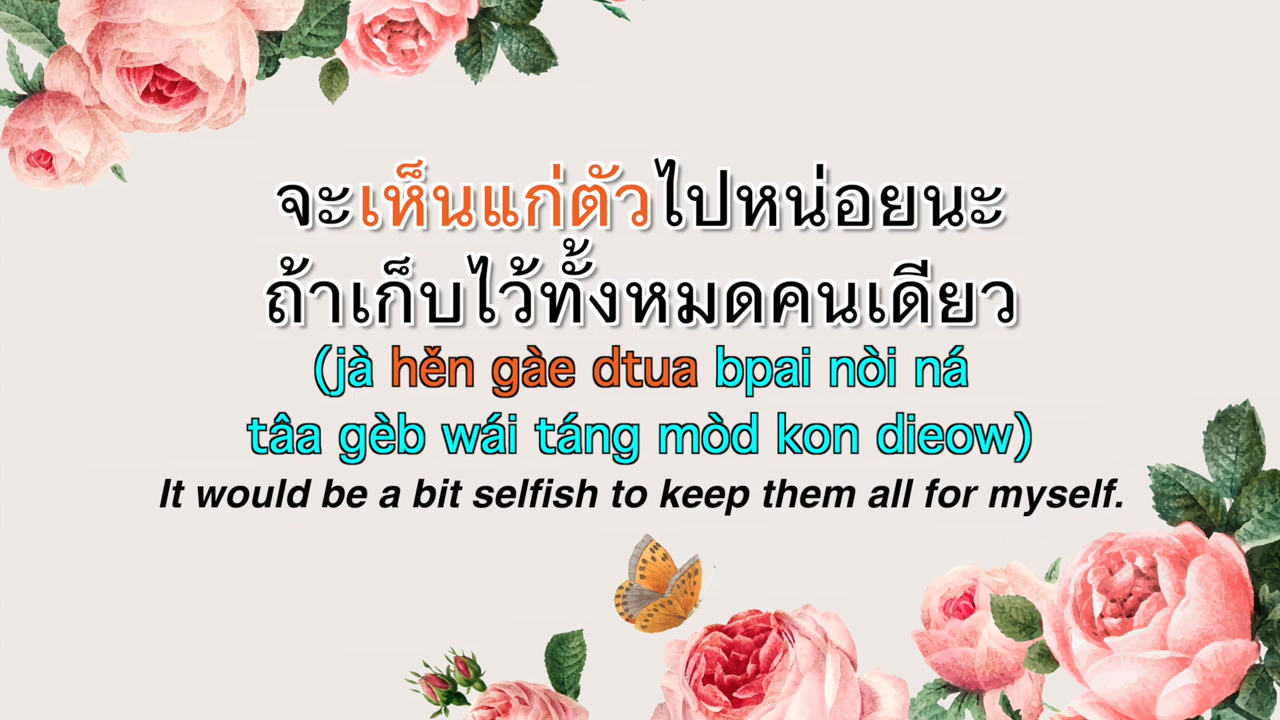 จะเห็นแก่ตัวไปหน่อยนะ
ถ้าเก็บไว้ทั้งหมดคนเดียว
(jà hěn gàe dtua bpai nòi ná
tâa gèb wái táng mòd kon dieow)
It would be a bit selfish to keep them all for myself.